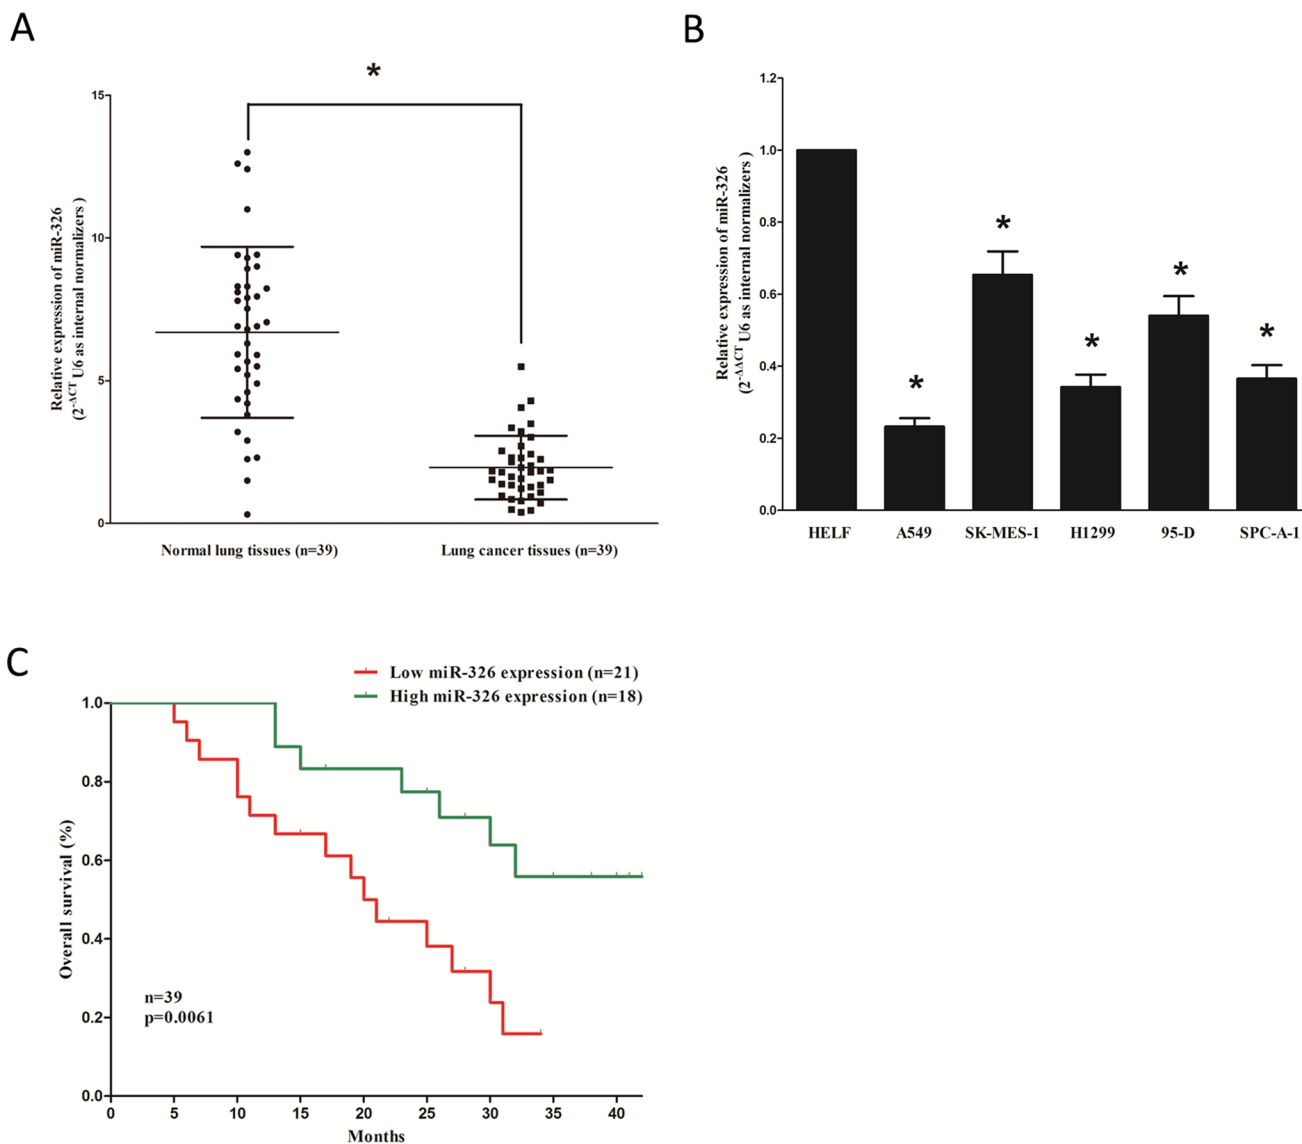 A
*
15
10
5
0
Relative expression of miR-326
(2-ΔCT U6 as internal normalizers )
Normal lung tissues (n=39)
Lung cancer tissues (n=39)
B
1.2
1.0
0.8
0.6
0.4
0.2
0.0
Relative expression of miR-326
(2-ΔΔCT U6 as internal normalizers )
*
*
*
*
*
HELF
A549
SK-MES-1
H1299
95-D
SPC-A-1
C
Low miR-326 expression (n=21)
High miR-326 expression (n=18)
1.0
0.8
0.6
0.4
0.2
0.0
Overall survival (%)
n=39
p=0.0061
0 5 10 15 20 25 30 35 40
Months